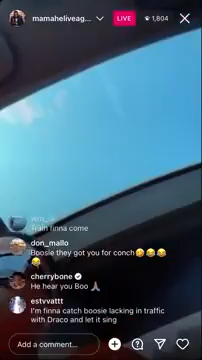 mamaheliveag...
LIVE
1,804
Train finna come
don_mallo
Boosie they got you for conch🤣😂😂
😂
cherrybone
He hear you Boo 🙏🏽
estvvattt
I'm finna catch boosie lacking in traffic
with Draco and let it sing
Add a comment...